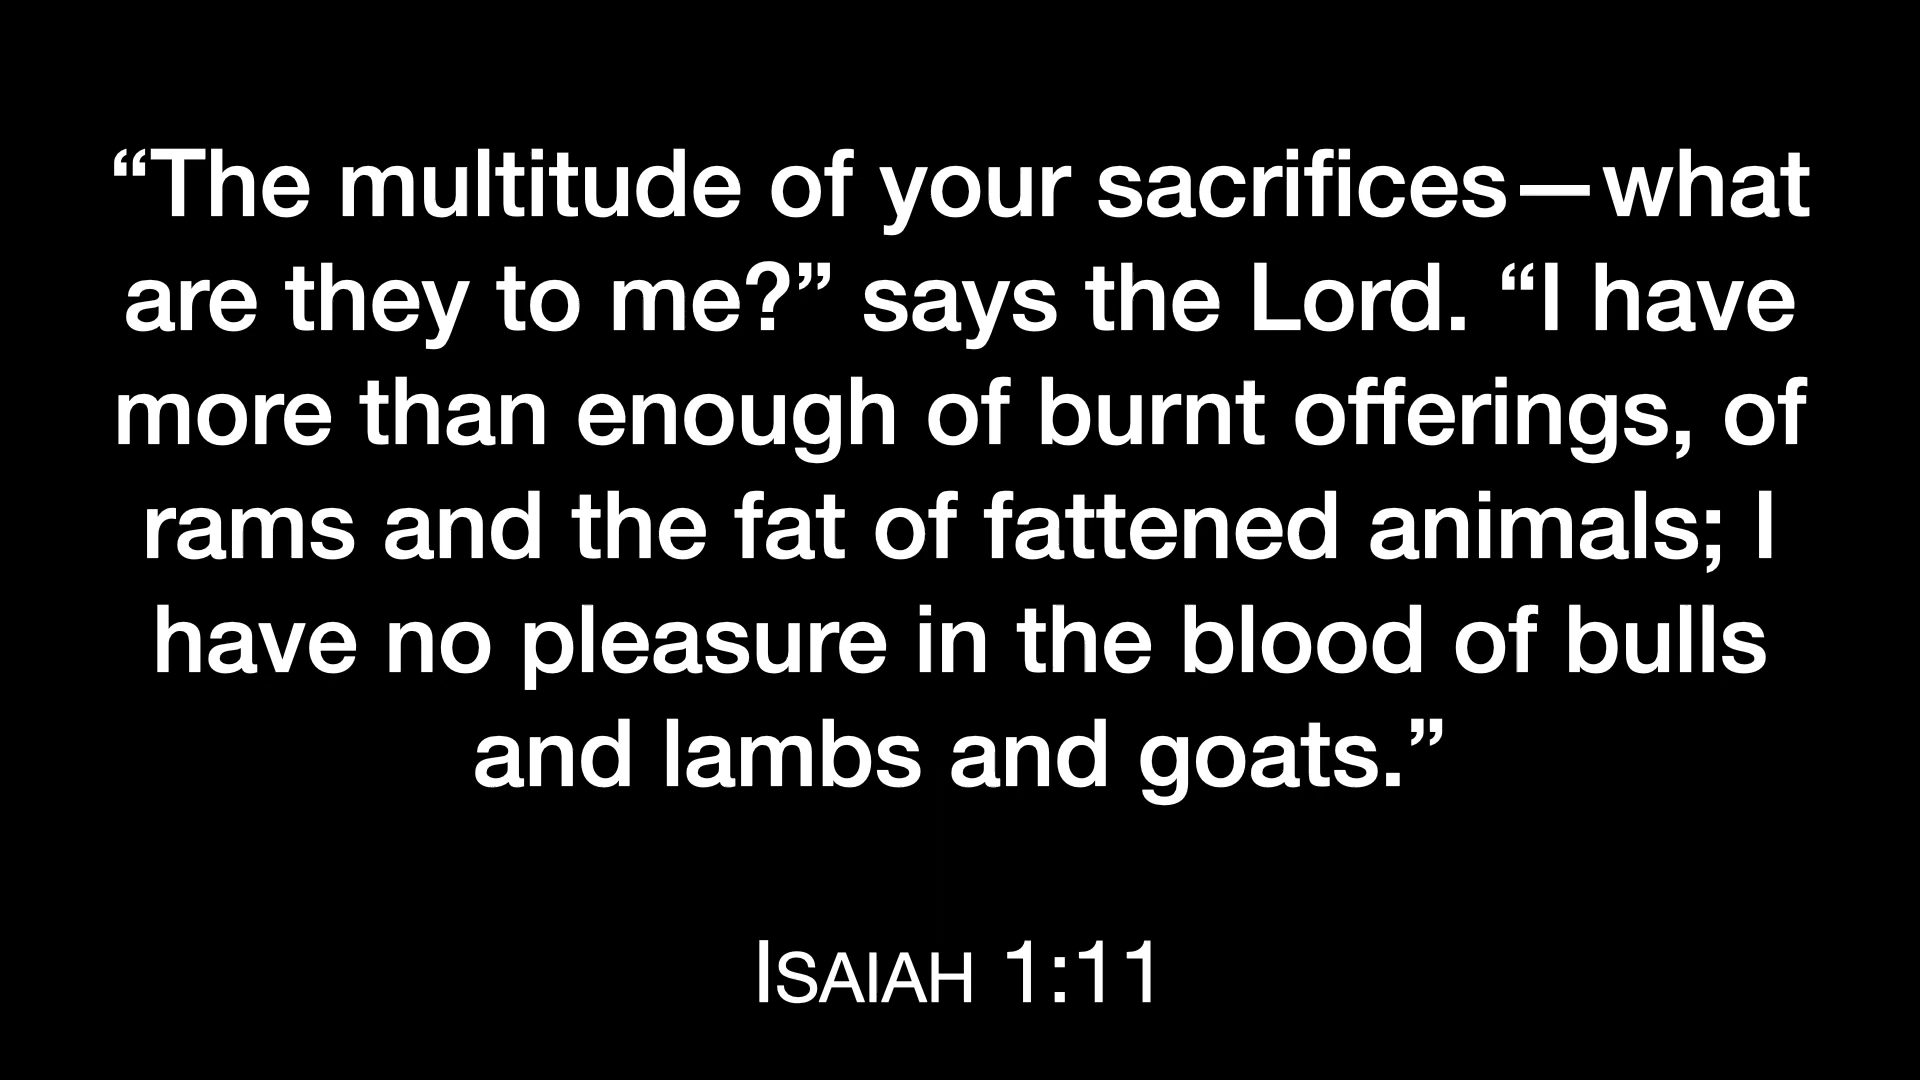 “The multitude of your sacrifices—what
are they to me?” says the Lord. “I have
more than enough of burnt offerings, of
rams and the fat of fattened animals; I
have no pleasure in the blood of bulls
and lambs and goats.”
Isaiah 1:11